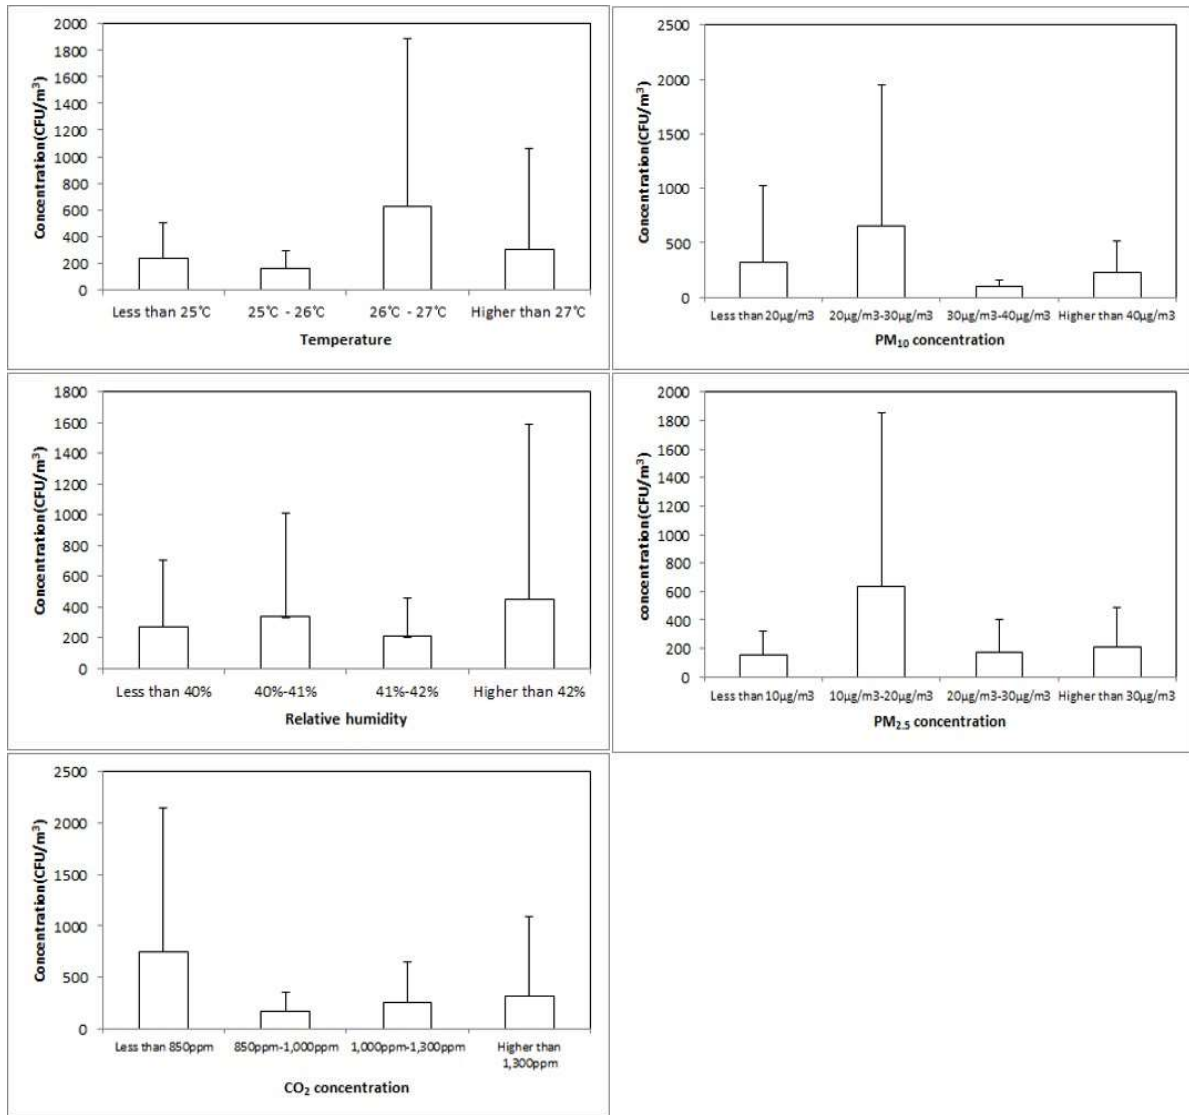 Concentration(CFU/m³)
2000
1800
1600
1400
1200
1000
800
600
400
200
0
Less than 25℃ 25℃ - 26℃ 26℃ - 27℃ Higher than 27℃
Temperature
Concentration(CFU/m³)
2500
2000
1500
1000
500
0
Less than 20μg/m3 20μg/m3-30μg/m3 30μg/m3-40μg/m3 Higher than 40μg/m3
PM₁₀ concentration
Concentration(CFU/m³)
1800
1600
1400
1200
1000
800
600
400
200
0
Less than 40% 40%-41% 41%-42% Higher than 42%
Relative humidity
concentration(CFU/m³)
2000
1800
1600
1400
1200
1000
800
600
400
200
0
Less than 10μg/m3 10μg/m3-20μg/m3 20μg/m3-30μg/m3 Higher than 30μg/m3
PM₂.₅ concentration
Concentration(CFU/m³)
2500
2000
1500
1000
500
0
Less than 850ppm 850ppm-1,000ppm 1,000ppm-1,300ppm Higher than
1,300ppm
CO₂ concentration